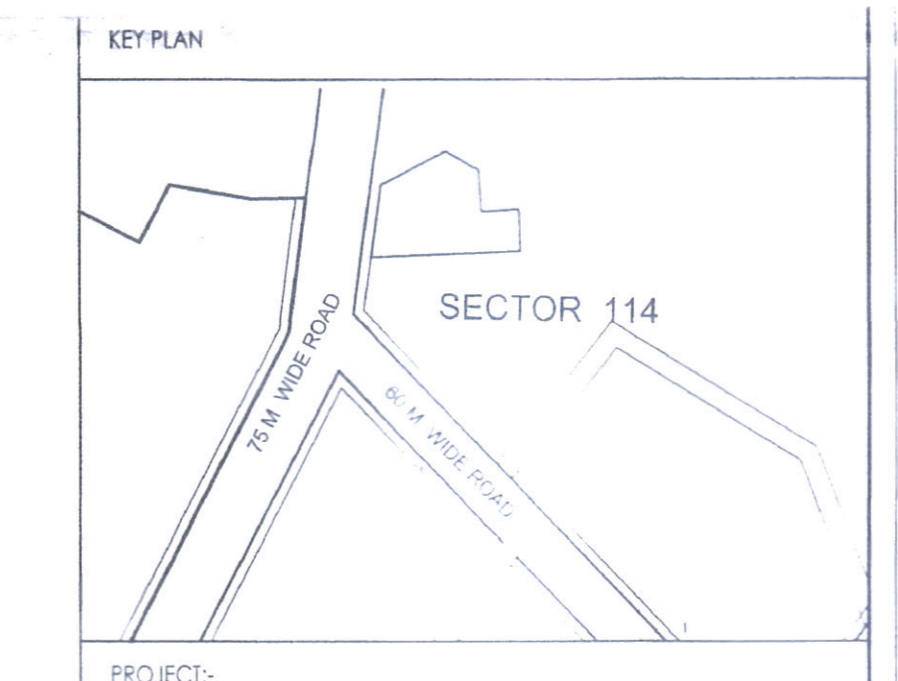 KEY PLAN
SECTOR 114
75 M WIDE ROAD
60 M WIDE ROAD
PROJECT:-